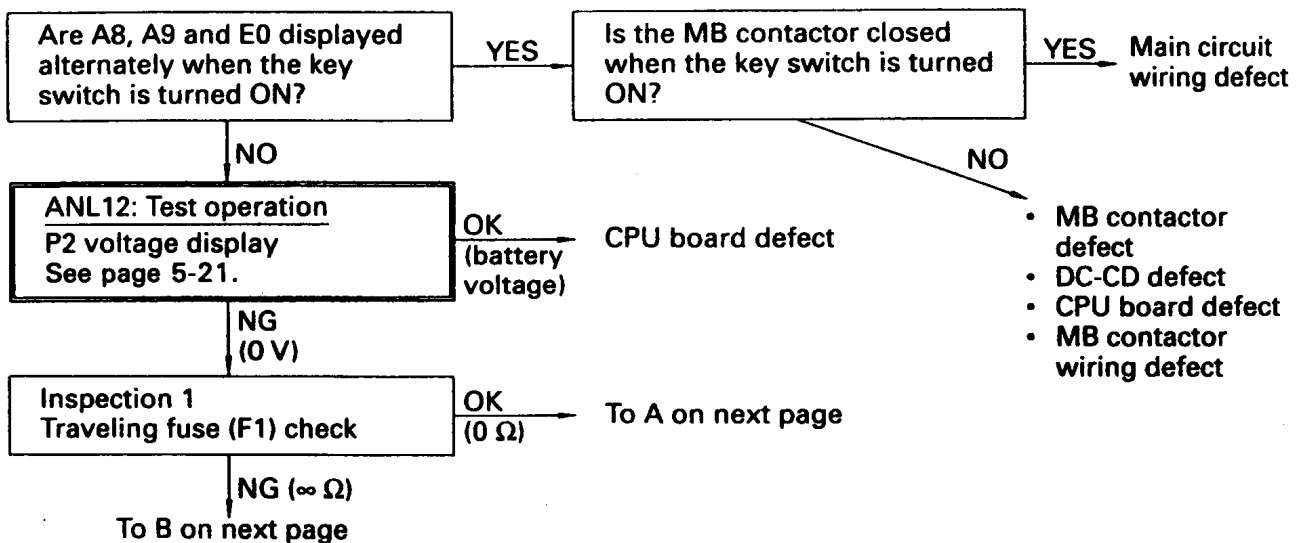 Are A8, A9 and E0 displayed
alternately when the key
switch is turned ON?
YES
Is the MB contactor closed
when the key switch is turned
ON?
YES
Main circuit
wiring defect
NO
NO
• MB contactor
defect
• DC-CD defect
• CPU board defect
• MB contactor
wiring defect
ANL12: Test operation
P2 voltage display
See page 5-21.
OK
(battery
voltage)
CPU board defect
NG
(0 V)
Inspection 1
Traveling fuse (F1) check
OK
(0 Ω)
To A on next page
NG (∞ Ω)
To B on next page